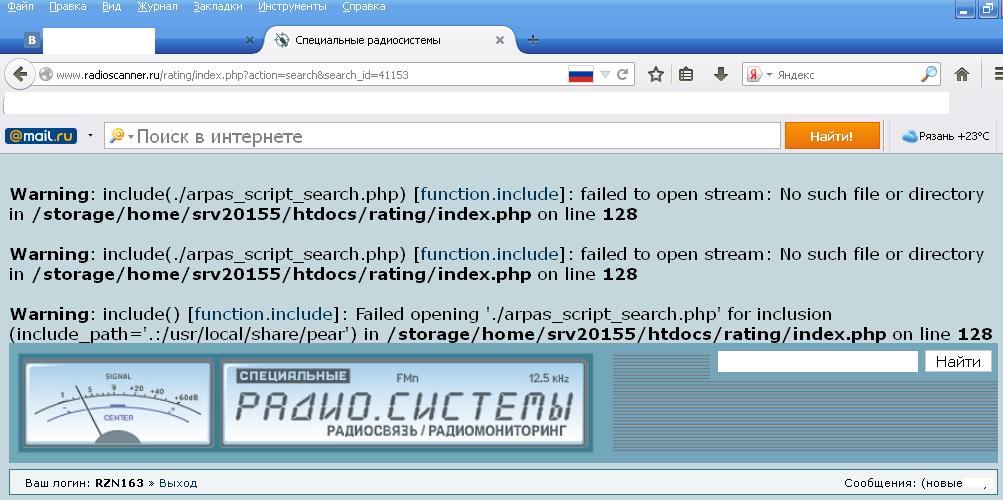 Файл Правка Вид Журнал Закладки Инструменты Справка
В Специальные радиосистемы
www.radioscanner.ru/rating/index.php?action=search&search_id=41153 Я Яндекс
@mail.ru Поиск в интернете Найти! Рязань +23°C
Warning: include(./arpas_script_search.php) [function.include]: failed to open stream: No such file or directory
in /storage/home/srv20155/htdocs/rating/index.php on line 128
Warning: include(./arpas_script_search.php) [function.include]: failed to open stream: No such file or directory
in /storage/home/srv20155/htdocs/rating/index.php on line 128
Warning: include() [function.include]: Failed opening './arpas_script_search.php' for inclusion
(include_path='.:/usr/local/share/pear') in /storage/home/srv20155/htdocs/rating/index.php on line 128
SIGNAL
1 5 9 +20 +40 +60dB
CENTER
СПЕЦИАЛЬНЫЕ FMn 12.5 кHz
РАДИО.СИСТЕМЫ
РАДИОСВЯЗЬ / РАДИОМОНИТОРИНГ
Найти
Ваш логин: RZN163 » Выход Сообщения: (новые